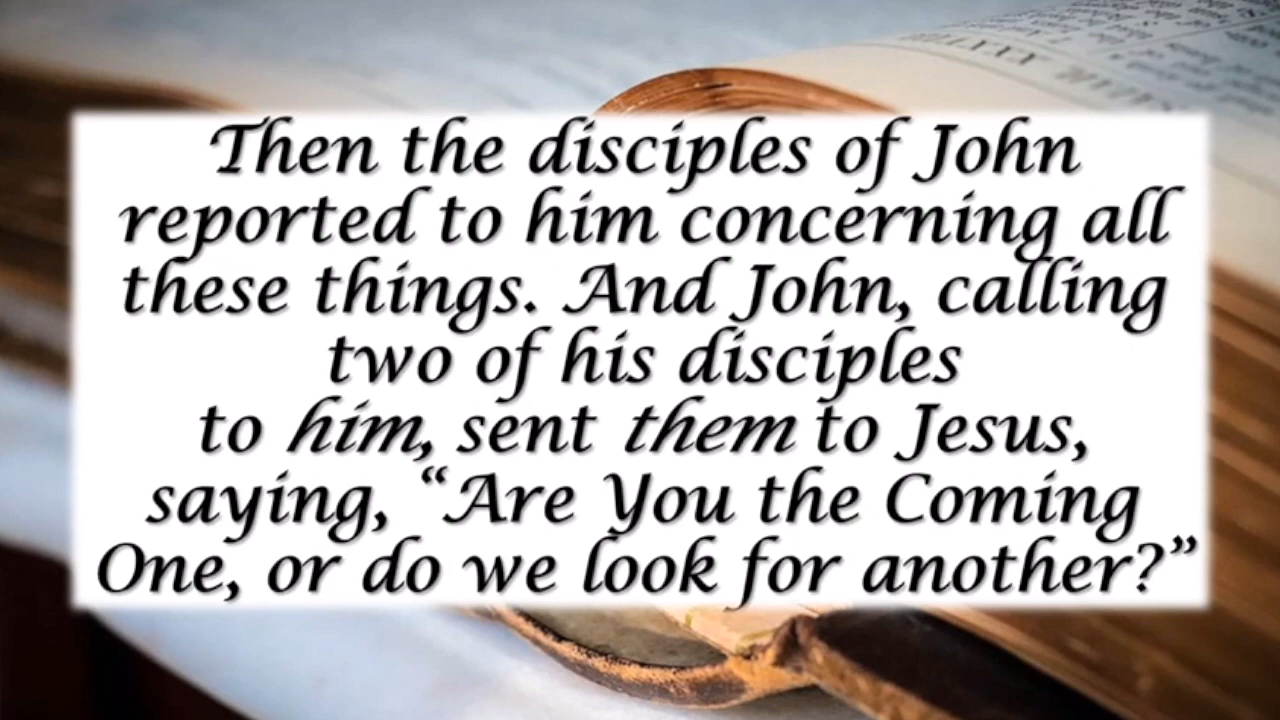 Then the disciples of John
reported to him concerning all
these things. And John, calling
two of his disciples
to him, sent them to Jesus,
saying, “Are You the Coming
One, or do we look for another?”